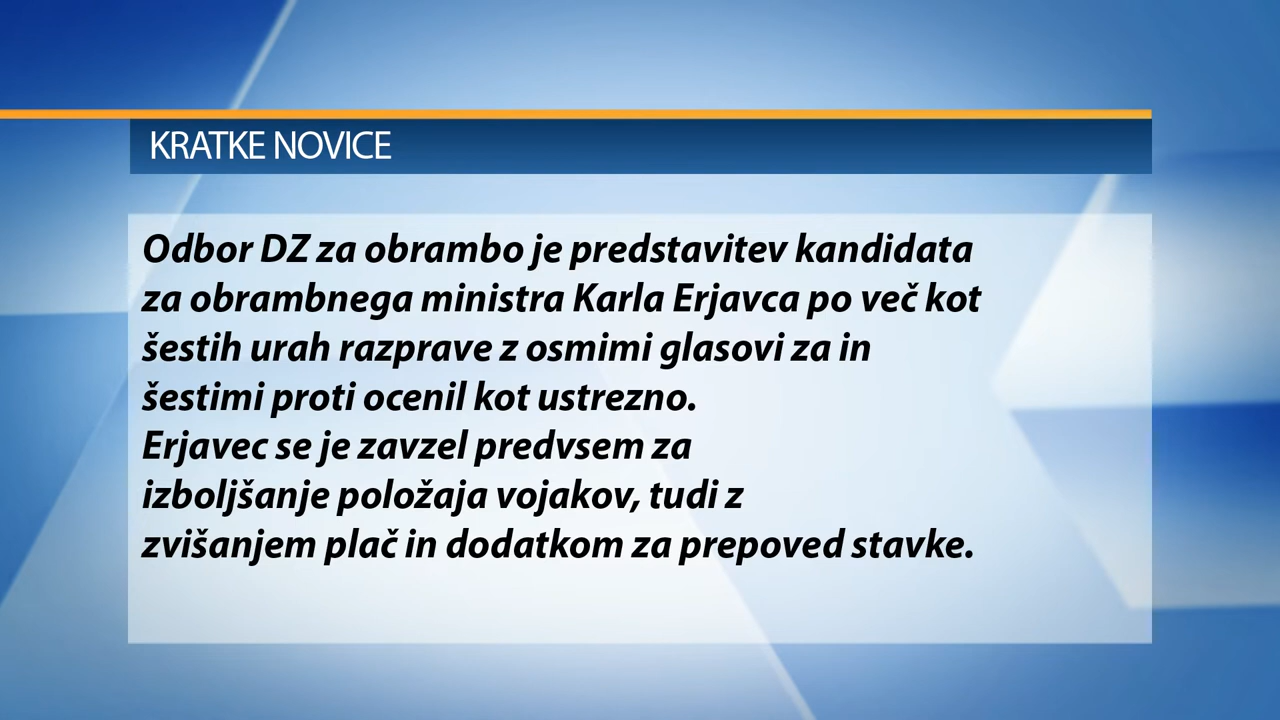 KRATKE NOVICE
Odbor DZ za obrambo je predstavitev kandidata
za obrambnega ministra Karla Erjavca po več kot
šestih urah razprave z osmimi glasovi za in
šestimi proti ocenil kot ustrezno.
Erjavec se je zavzel predvsem za
izboljšanje položaja vojakov, tudi z
zvišanjem plač in dodatkom za prepoved stavke.